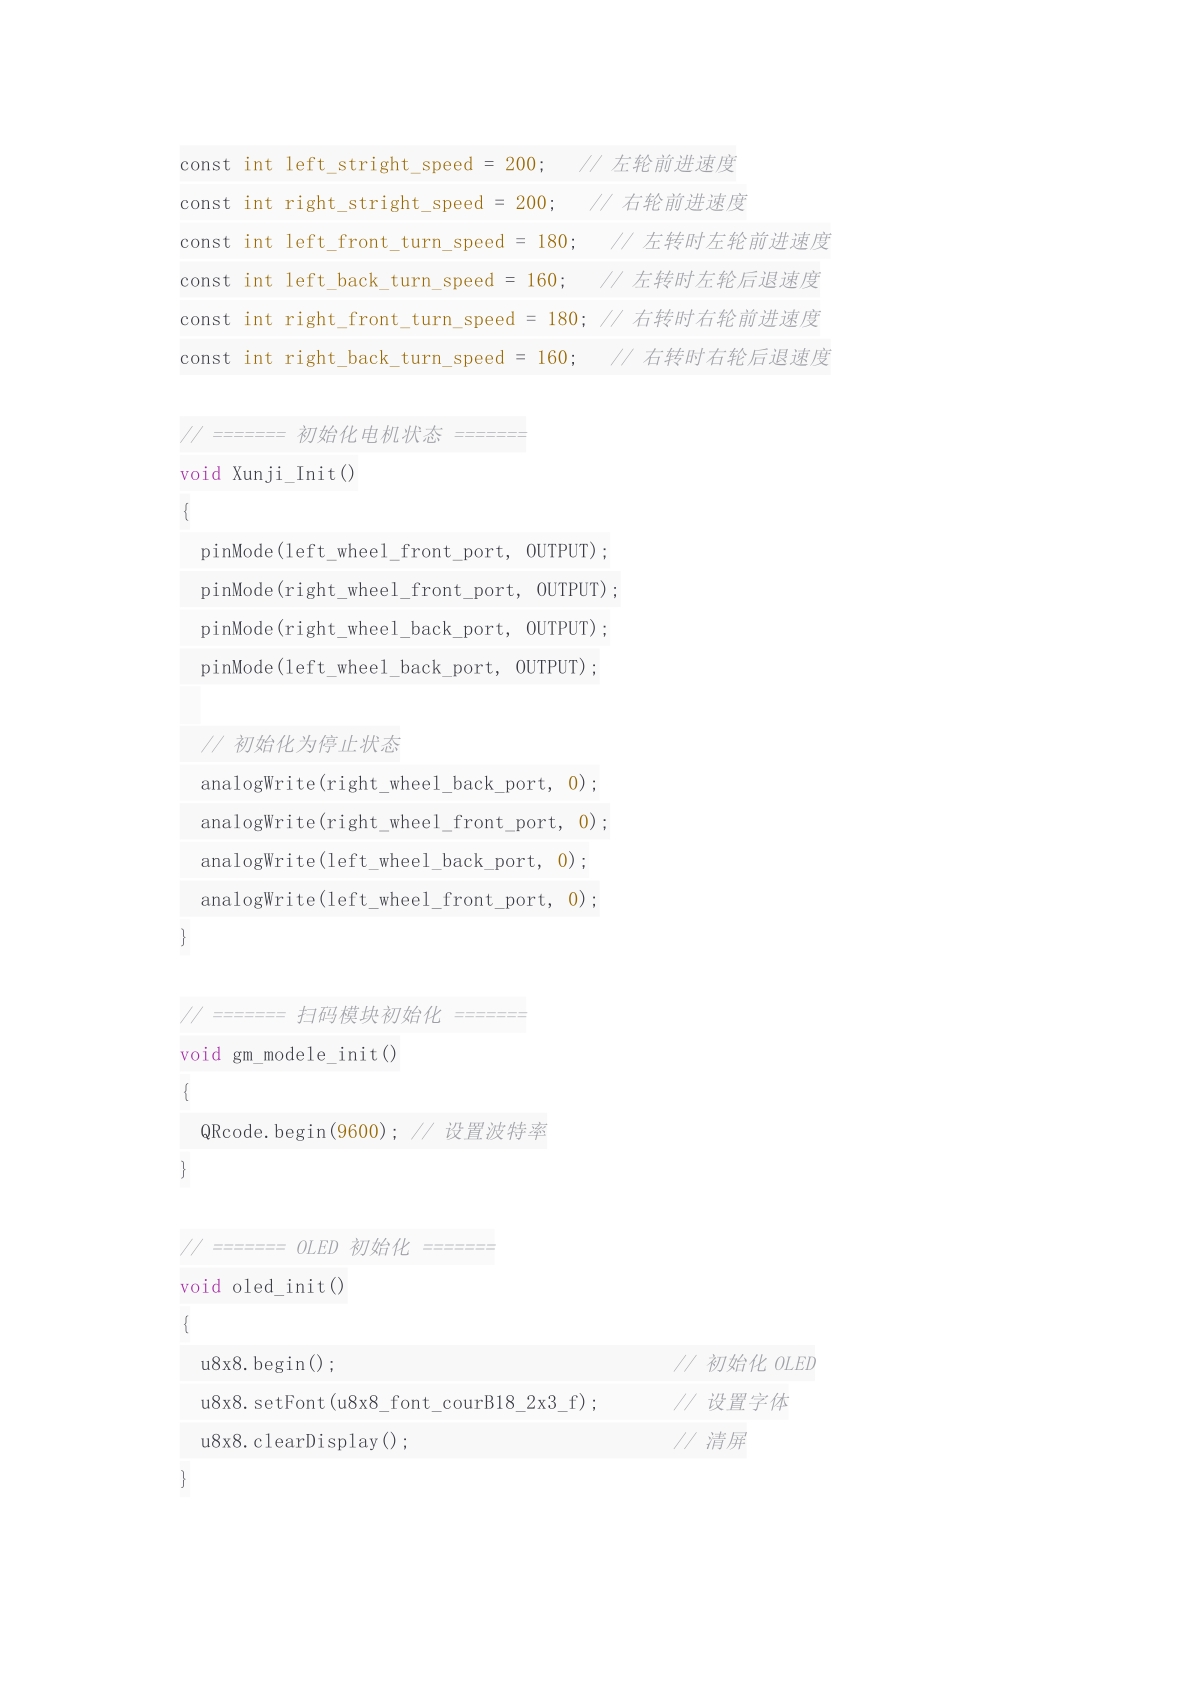 const int left_stright_speed = 200;   // 左轮前进速度
const int right_stright_speed = 200;   // 右轮前进速度
const int left_front_turn_speed = 180;   // 左转时左轮前进速度
const int left_back_turn_speed = 160;   // 左转时左轮后退速度
const int right_front_turn_speed = 180; // 右转时右轮前进速度
const int right_back_turn_speed = 160;   // 右转时右轮后退速度

// ======= 初始化电机状态 =======
void Xunji_Init()
{
  pinMode(left_wheel_front_port, OUTPUT);
  pinMode(right_wheel_front_port, OUTPUT);
  pinMode(right_wheel_back_port, OUTPUT);
  pinMode(left_wheel_back_port, OUTPUT);

  // 初始化为停止状态
  analogWrite(right_wheel_back_port, 0);
  analogWrite(right_wheel_front_port, 0);
  analogWrite(left_wheel_back_port, 0);
  analogWrite(left_wheel_front_port, 0);
}

// ======= 扫码模块初始化 =======
void gm_modele_init()
{
  QRcode.begin(9600); // 设置波特率
}

// ======= OLED 初始化 =======
void oled_init()
{
  u8x8.begin();                                // 初始化 OLED
  u8x8.setFont(u8x8_font_courB18_2x3_f);       // 设置字体
  u8x8.clearDisplay();                         // 清屏
}